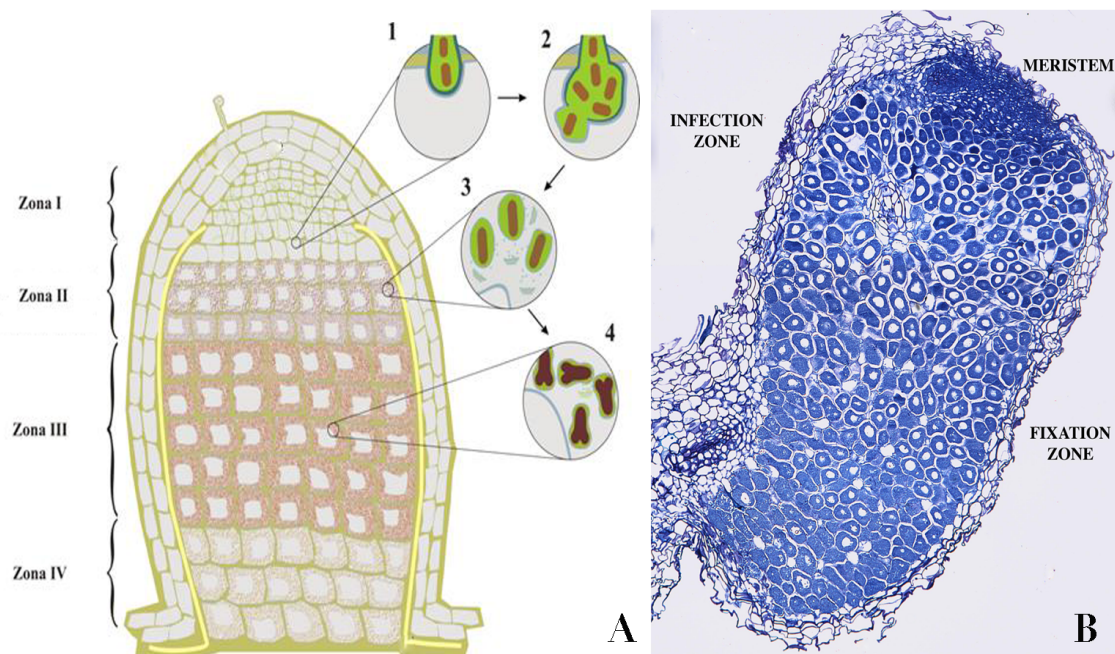 1
2
3
4
Zona I
Zona II
Zona III
Zona IV
A
MERISTEM
INFECTION
ZONE
FIXATION
ZONE
B